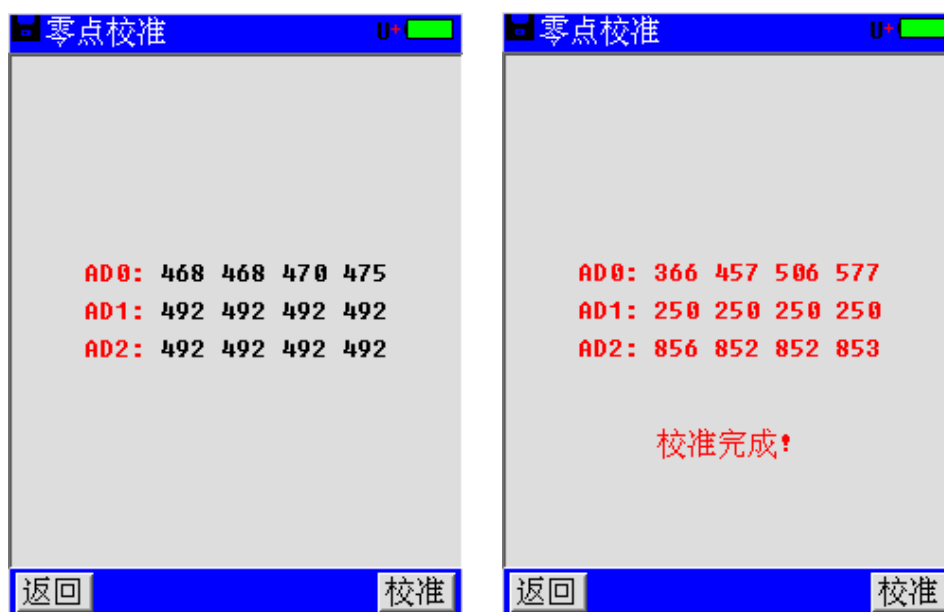 零点校准 U+
AD0: 468 468 470 475
AD1: 492 492 492 492
AD2: 492 492 492 492
返回 校准
零点校准 U+
AD0: 366 457 506 577
AD1: 250 250 250 250
AD2: 856 852 852 853
校准完成!
返回 校准